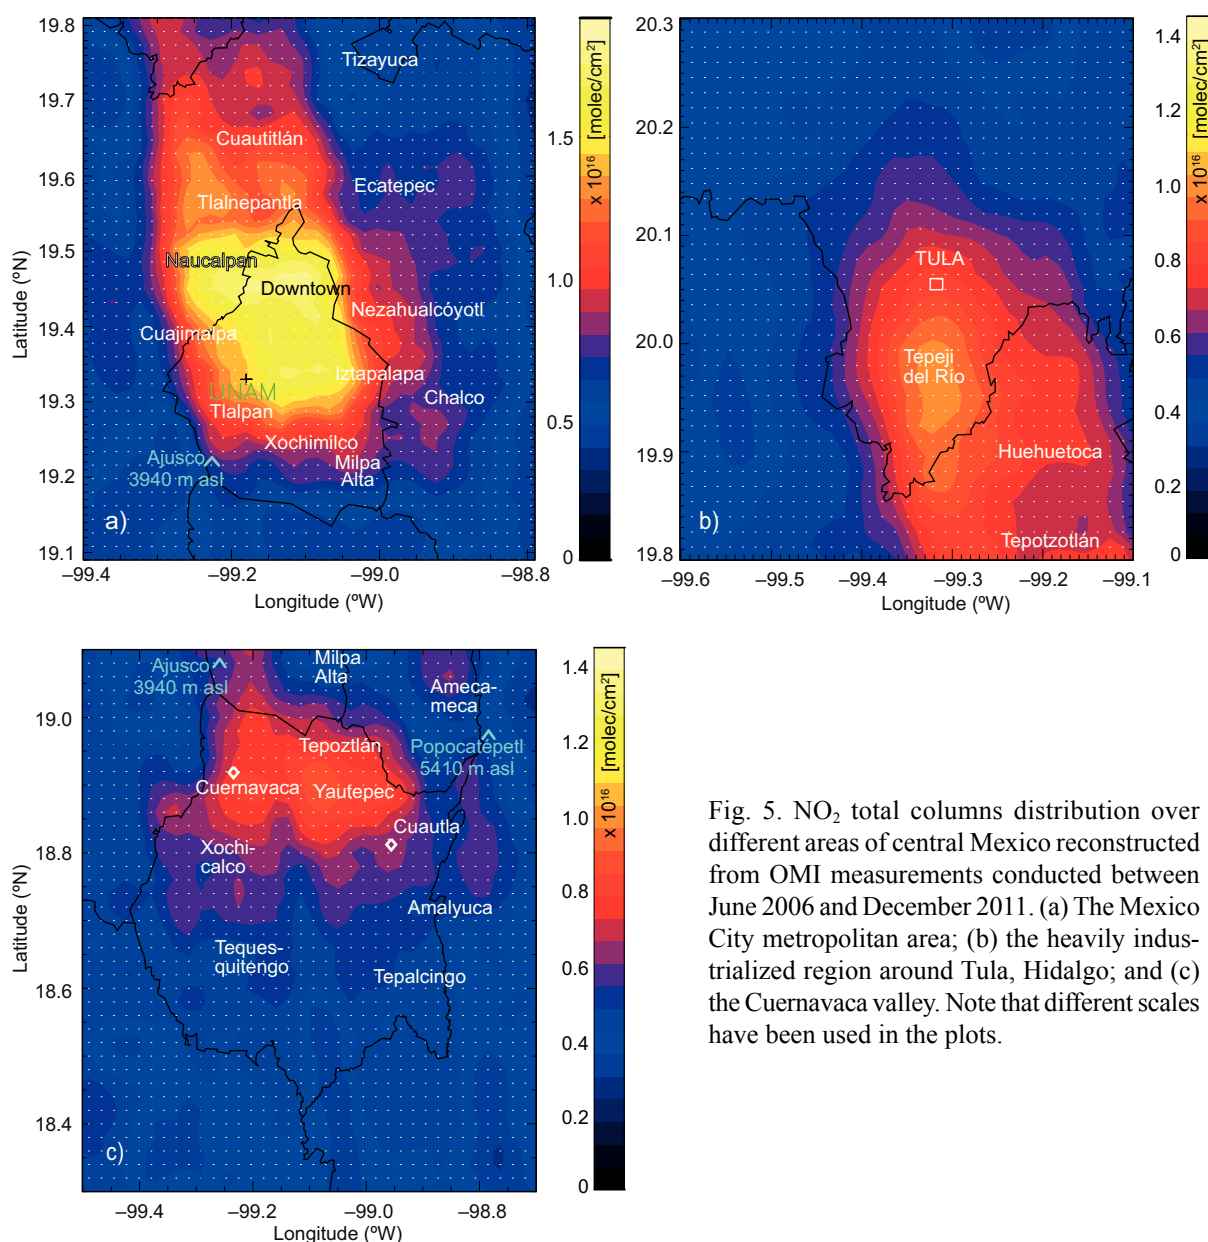 19.8
19.7
19.6
19.5
19.4
19.3
19.2
19.1
Latitude (ºN)
Tizayuca
Cuautitlán
Ecatepec
Tlalnepantla
Naucalpan
Downtown
Nezahualcóyotl
Cuajimalpa
Iztapalapa
UNAM
Chalco
Tlalpan
Xochimilco
Ajusco
3940 m asl
Milpa
Alta
a)
–99.4
–99.2
–99.0
–98.8
Longitude (ºW)
1.5
1.0
0.5
0
x 10¹⁶ [molec/cm²]
20.3
20.2
20.1
20.0
19.9
19.8
Latitude (ºN)
TULA
Tepeji
del Río
Huehuetoca
Tepotzotlán
b)
–99.6
–99.5
–99.4
–99.3
–99.2
–99.1
Longitude (ºW)
1.4
1.2
1.0
0.8
0.6
0.4
0.2
0
x 10¹⁶ [molec/cm²]
19.0
18.8
18.6
18.4
Latitude (ºN)
Ajusco
3940 m asl
Milpa
Alta
Ameca-
meca
Tepoztlán
Popocatépetl
5410 m asl
Cuernavaca
Yautepec
Cuautla
Xochi-
calco
Amalyuca
Teques-
quitengo
Tepalcingo
c)
–99.4
–99.2
–99.0
–98.8
Longitude (ºW)
1.4
1.2
1.0
0.8
0.6
0.4
0.2
0
x 10¹⁶ [molec/cm²]
Fig. 5. NO₂ total columns distribution over
different areas of central Mexico reconstructed
from OMI measurements conducted between
June 2006 and December 2011. (a) The Mexico
City metropolitan area; (b) the heavily indus-
trialized region around Tula, Hidalgo; and (c)
the Cuernavaca valley. Note that different scales
have been used in the plots.